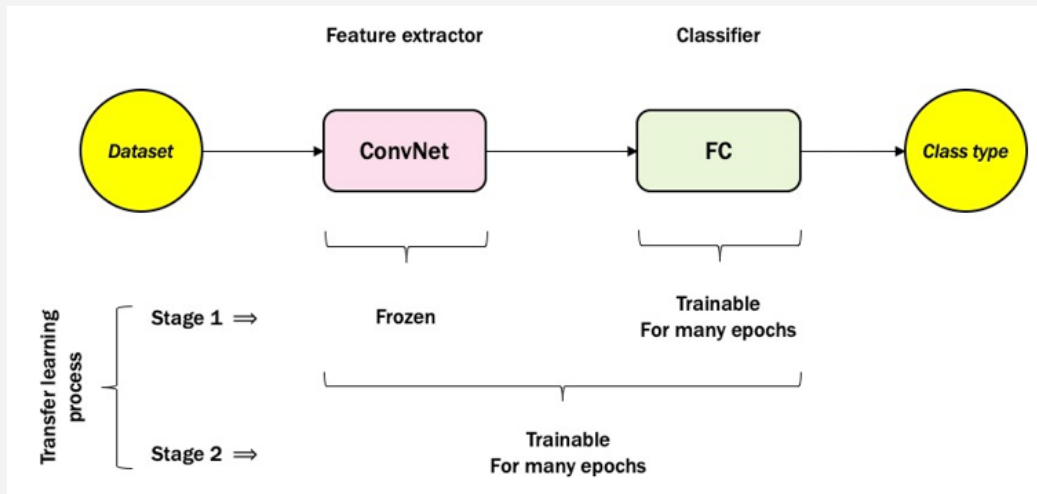 Feature extractor
Classifier
Dataset
ConvNet
FC
Class type
Transfer learning
process
Stage 1 ⇒
Frozen
Trainable
For many epochs
Stage 2 ⇒
Trainable
For many epochs